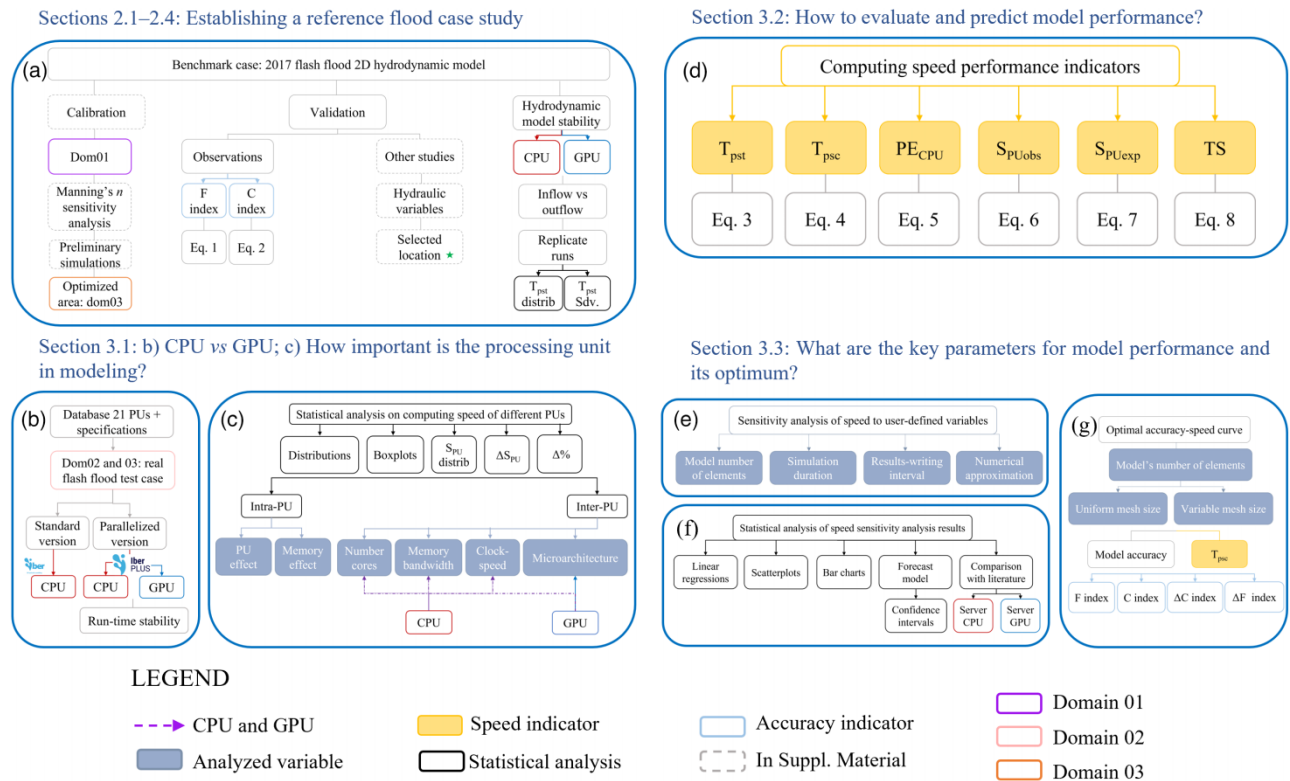 Sections 2.1–2.4: Establishing a reference flood case study
(a)
Benchmark case: 2017 flash flood 2D hydrodynamic model
Calibration
Dom01
Manning's n
sensitivity
analysis
Preliminary
simulations
Optimized
area: dom03
Validation
Observations
F
index
C
index
Eq. 1
Eq. 2
Other studies
Hydraulic
variables
Selected
location ★
Hydrodynamic
model stability
CPU
GPU
Inflow vs
outflow
Replicate
runs
Tpst
distrib
Tpst
Sdv.
Section 3.2: How to evaluate and predict model performance?
(d)
Computing speed performance indicators
Tpst
Tpsc
PECPU
SPUobs
SPUexp
TS
Eq. 3
Eq. 4
Eq. 5
Eq. 6
Eq. 7
Eq. 8
Section 3.1: b) CPU vs GPU; c) How important is the processing unit
in modeling?
(b)
Database 21 PUs +
specifications
Dom02 and 03: real
flash flood test case
Standard
version
Parallelized
version
iber
Iber
PLUS
CPU
CPU
GPU
Run-time stability
(c)
Statistical analysis on computing speed of different PUs
Distributions
Boxplots
SPU
distrib
ΔSPU
Δ%
Intra-PU
Inter-PU
PU
effect
Memory
effect
Number
cores
Memory
bandwidth
Clock-
speed
Microarchitecture
CPU
GPU
Section 3.3: What are the key parameters for model performance and
its optimum?
(e)
Sensitivity analysis of speed to user-defined variables
Model number
of elements
Simulation
duration
Results-writing
interval
Numerical
approximation
(f)
Statistical analysis of speed sensitivity analysis results
Linear
regressions
Scatterplots
Bar charts
Forecast
model
Comparison
with literature
Confidence
intervals
Server
CPU
Server
GPU
(g)
Optimal accuracy-speed curve
Model's number of elements
Uniform mesh size
Variable mesh size
Model accuracy
Tpsc
F index
C index
ΔC index
ΔF index
LEGEND
CPU and GPU
Analyzed variable
Speed indicator
Statistical analysis
Accuracy indicator
In Suppl. Material
Domain 01
Domain 02
Domain 03